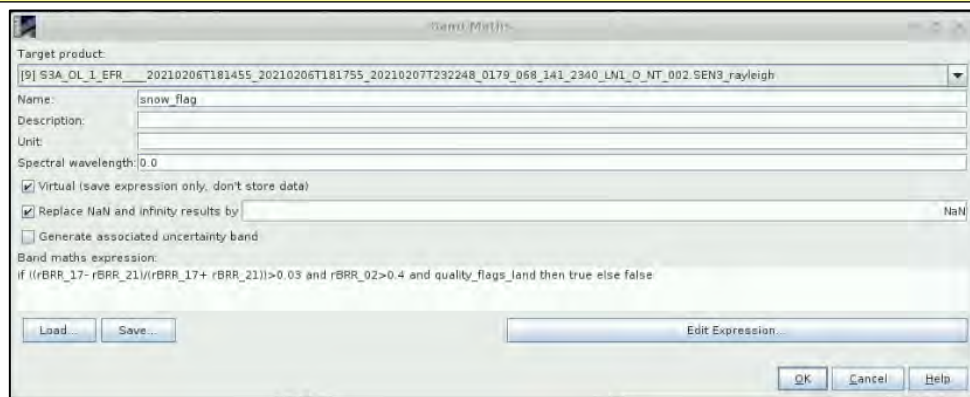 Band Maths
Target product:
[9] S3A_OL_1_EFR____20210206T181455_20210206T181755_20210207T232248_0179_068_141_2340_LN1_O_NT_002.SEN3_rayleigh
Name: snow_flag
Description:
Unit:
Spectral wavelength: 0.0
Virtual (save expression only, don't store data)
Replace NaN and infinity results by NaN
Generate associated uncertainty band
Band maths expression:
if ((rBRR_17- rBRR_21)/(rBRR_17+ rBRR_21))>0.03 and rBRR_02>0.4 and quality_flags_land then true else false
Load... Save... Edit Expression...
OK Cancel Help